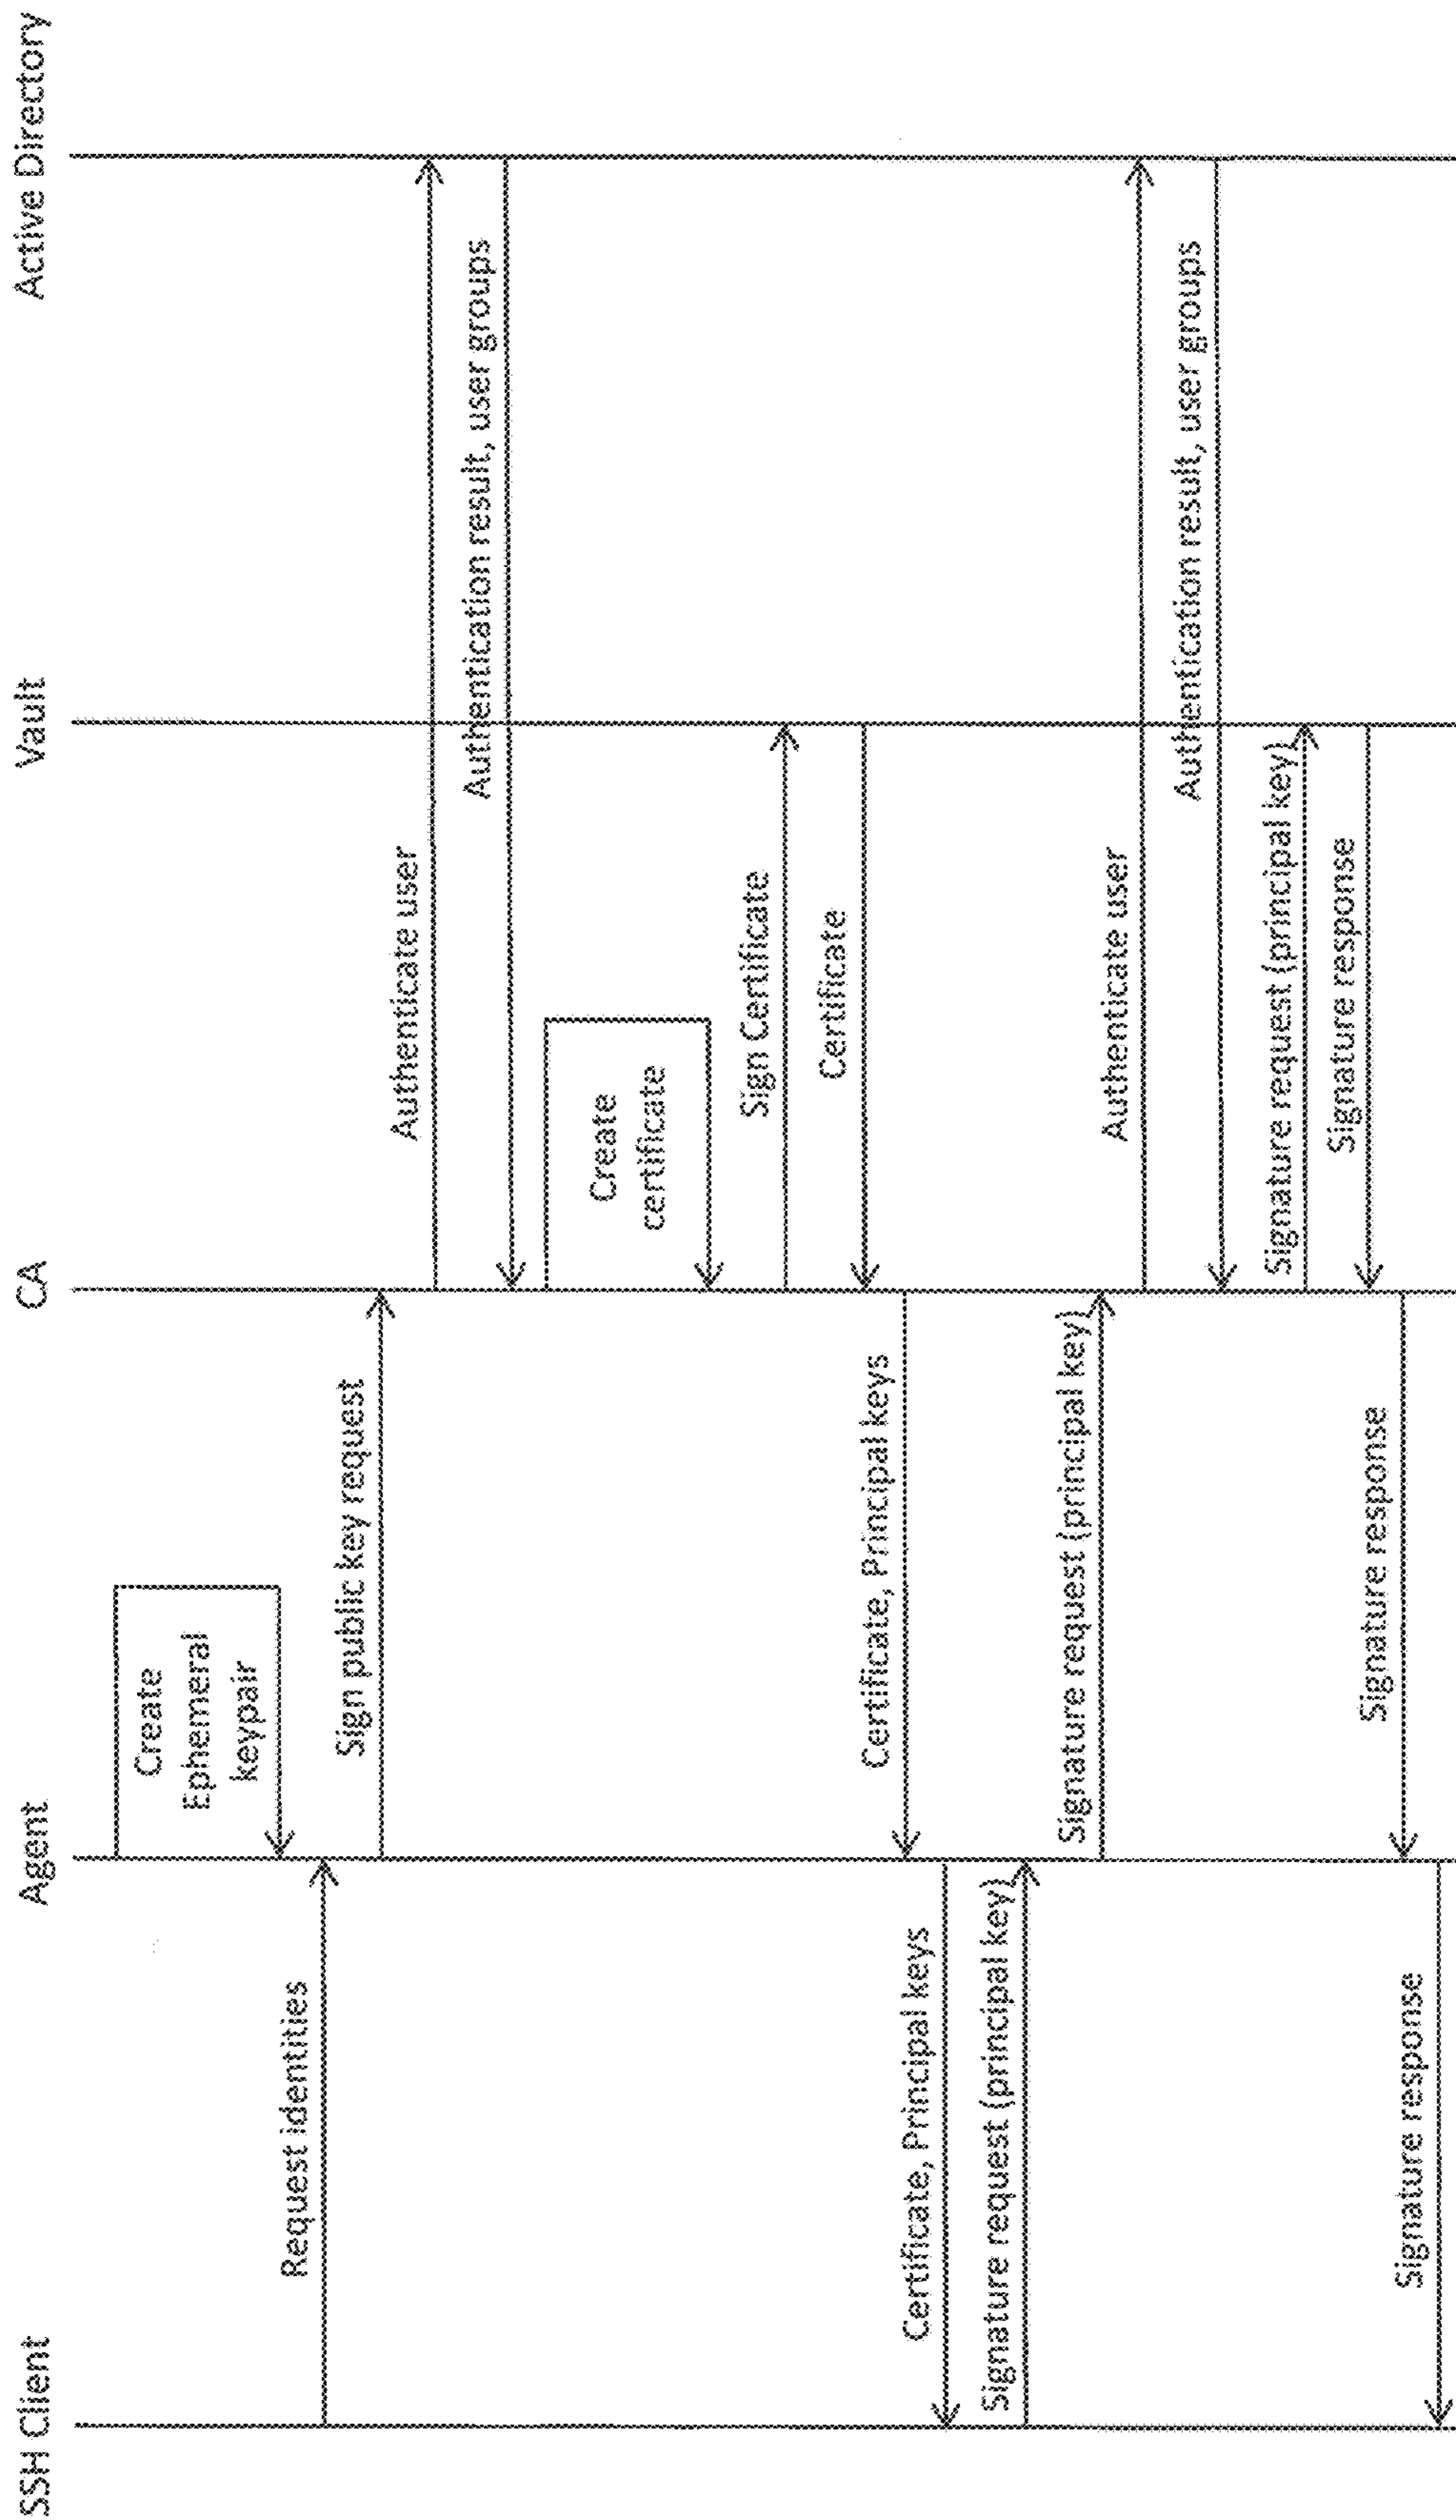 SSH Client
Agent
CA
Vault
Active Directory
Create
Ephemeral
keypair
Request identities
Sign public key request
Authenticate user
Authentication result, user groups
Create
certificate
Sign Certificate
Certificate
Certificate, Principal keys
Certificate, Principal keys
Signature request (principal key)
Signature request (principal key)
Authenticate user
Authentication result, user groups
Signature request (principal key)
Signature response
Signature response
Signature response